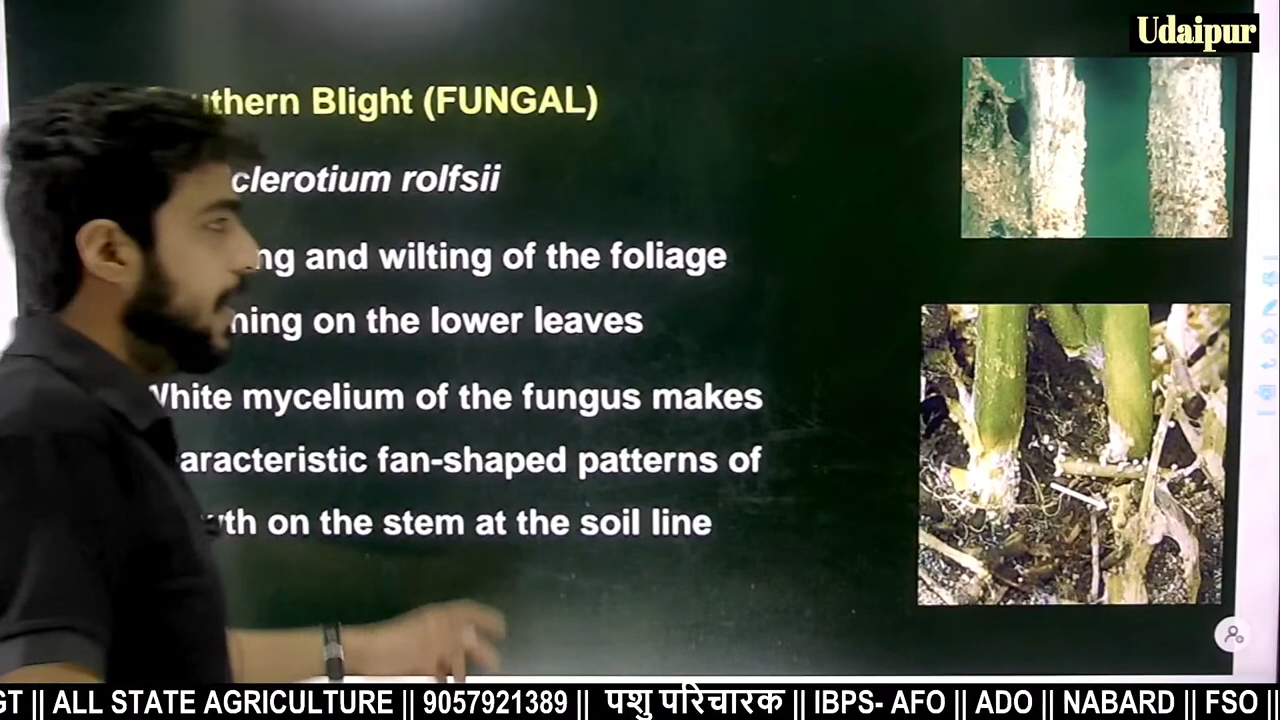 Udaipur
Southern Blight (FUNGAL)
clerotium rolfsii
ng and wilting of the foliage
ning on the lower leaves
White mycelium of the fungus makes
aracteristic fan-shaped patterns of
wth on the stem at the soil line
GT || ALL STATE AGRICULTURE || 9057921389 || पशु परिचारक || IBPS- AFO || ADO || NABARD || FSO ||